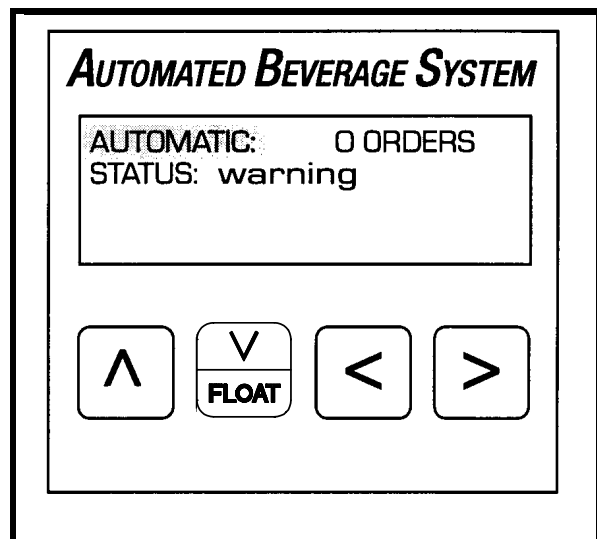 AUTOMATED BEVERAGE SYSTEM
AUTOMATIC: 0 ORDERS
STATUS: warning
Λ V < >
FLOAT